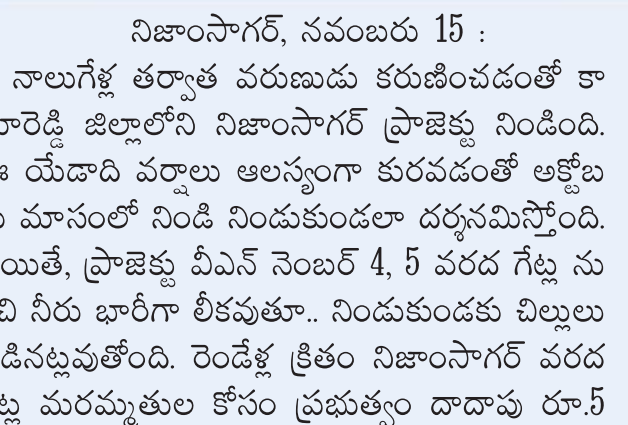 నిజాంసాగర్, నవంబరు 15 :
నాలుగేళ్ల తర్వాత వరుణుడు కరుణించడంతో కా
రెడ్డి జిల్లాలోని నిజాంసాగర్ ప్రాజెక్టు నిండింది.
యేడాది వర్షాలు ఆలస్యంగా కురవడంతో అక్టోబ
మాసంలో నిండి నిండుకుండలా దర్శనమిస్తోంది.
యితే, ప్రాజెక్టు వీఎన్ నెంబర్ 4, 5 వరద గేట్ల ను
చి నీరు భారీగా లీకవుతూ.. నిండుకుండకు చిల్లులు
డినట్లవుతోంది. రెండేళ్ల క్రితం నిజాంసాగర్ వరద
ట్ల మరమ్మతుల కోసం ప్రభుత్వం దాదాపు రూ.5